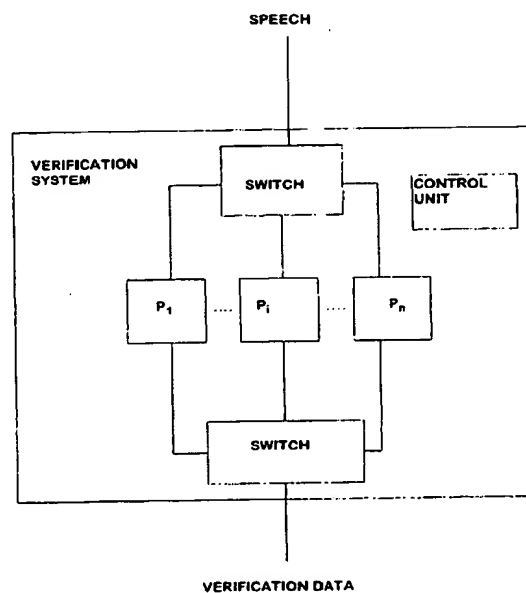 SPEECH
VERIFICATION
SYSTEM
SWITCH
CONTROL
UNIT
P1 .... Pi .... Pn
SWITCH
VERIFICATION DATA